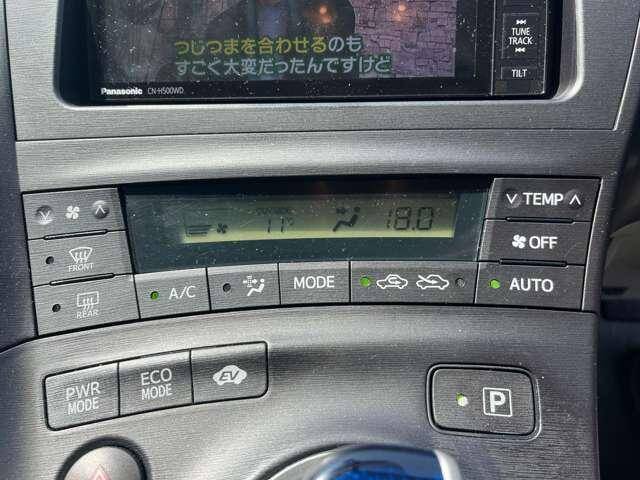 つじつまを合わせるのも
すごく大変だったんですけど
Panasonic CN-H500WD
TUNE
TRACK
TILT
TEMP
OFF
FRONT
REAR
11°
18.0
A/C
MODE
AUTO
PWR
MODE
ECO
MODE
EV
P